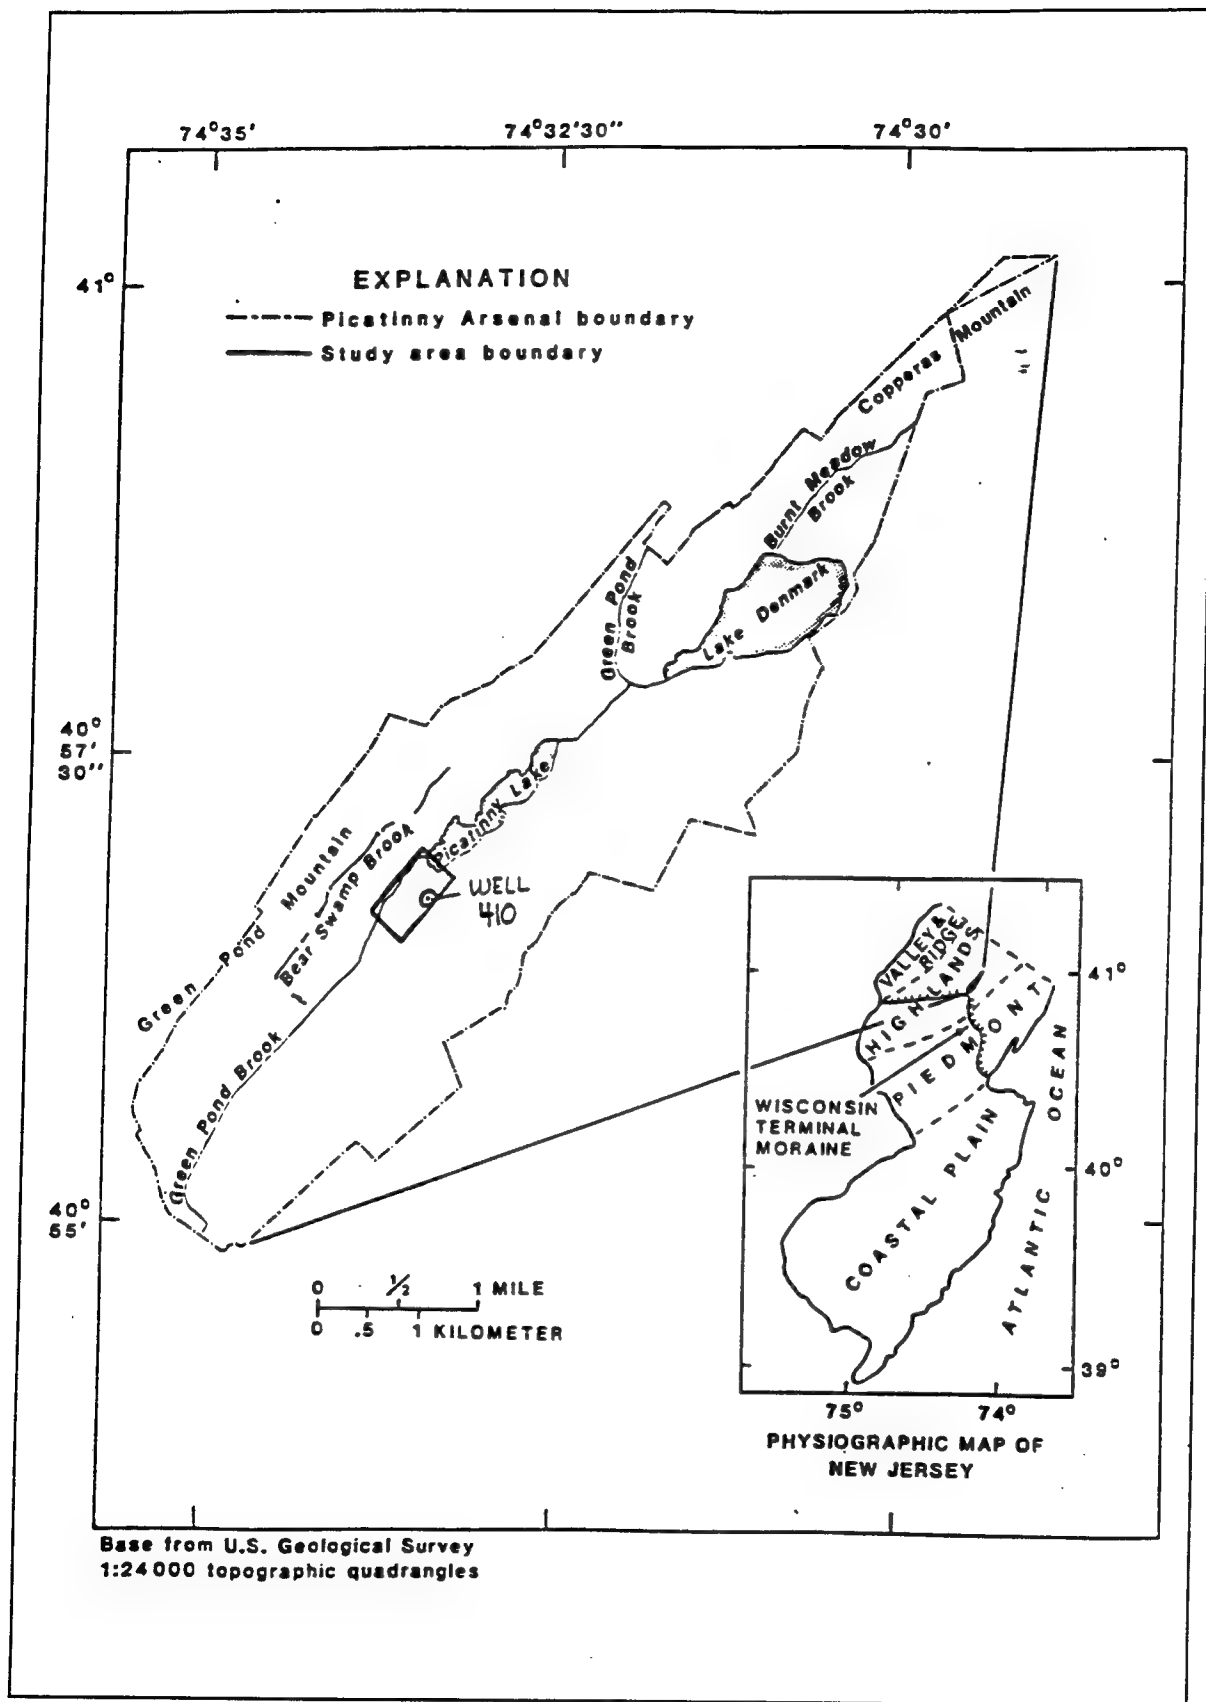 74°35'
74°32'30"
74°30'
41°
EXPLANATION
Picatinny Arsenal boundary
Study area boundary
Copperas Mountain
Burnt Meadow
Brook
Green Pond
Brook
Lake Denmark
40°
57'
30"
Picatinny Lake
Green Pond Mountain
Bear Swamp Brook
WELL
410
Green Pond Brook
40°
55'
0 1/2 1 MILE
0 .5 1 KILOMETER
VALLEY &
RIDGE
HIGHLANDS
PIEDMONT
41°
WISCONSIN
TERMINAL
MORAINE
COASTAL PLAIN
ATLANTIC OCEAN
40°
39°
75°
74°
PHYSIOGRAPHIC MAP OF
NEW JERSEY
Base from U.S. Geological Survey
1:24000 topographic quadrangles